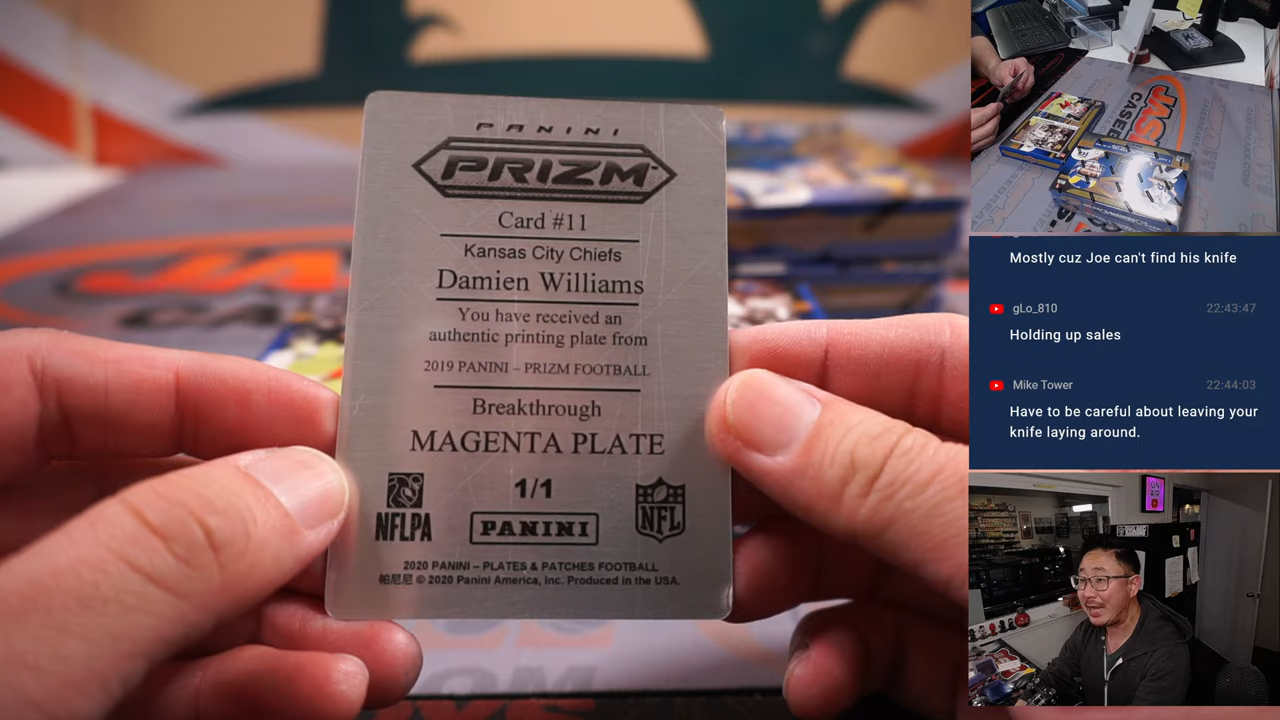 PANINI
PRIZM
Card #11
Kansas City Chiefs
Damien Williams
You have received an
authentic printing plate from
2019 PANINI – PRIZM FOOTBALL
Breakthrough
MAGENTA PLATE
1/1
NFLPA
PANINI
NFL
2020 PANINI – PLATES & PATCHES FOOTBALL
帕尼尼 © 2020 Panini America, Inc. Produced in the USA.
Mostly cuz Joe can't find his knife
gLo_810
22:43:47
Holding up sales
Mike Tower
22:44:03
Have to be careful about leaving your
knife laying around.
ON
AIR